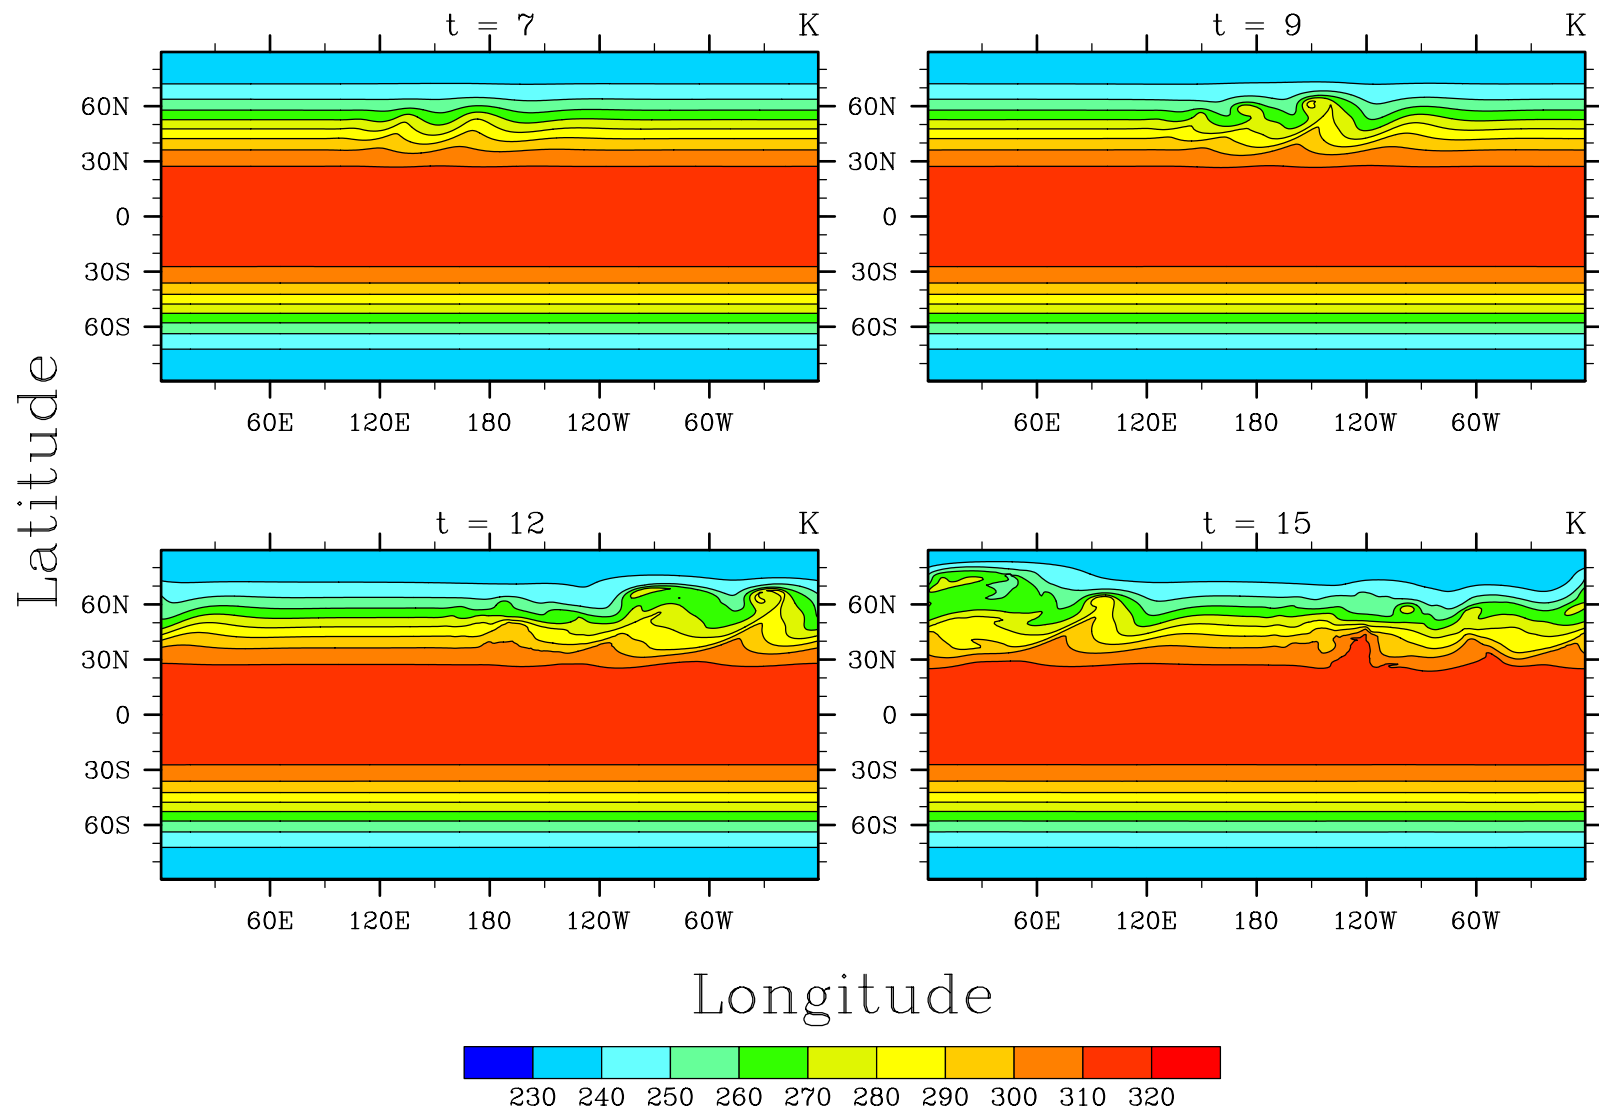 t = 7 K
t = 9 K
60N
30N
0
30S
60S
60E 120E 180 120W 60W
60N
30N
0
30S
60S
60E 120E 180 120W 60W
Latitude
t = 12 K
t = 15 K
60N
30N
0
30S
60S
60E 120E 180 120W 60W
60N
30N
0
30S
60S
60E 120E 180 120W 60W
Longitude
230 240 250 260 270 280 290 300 310 320